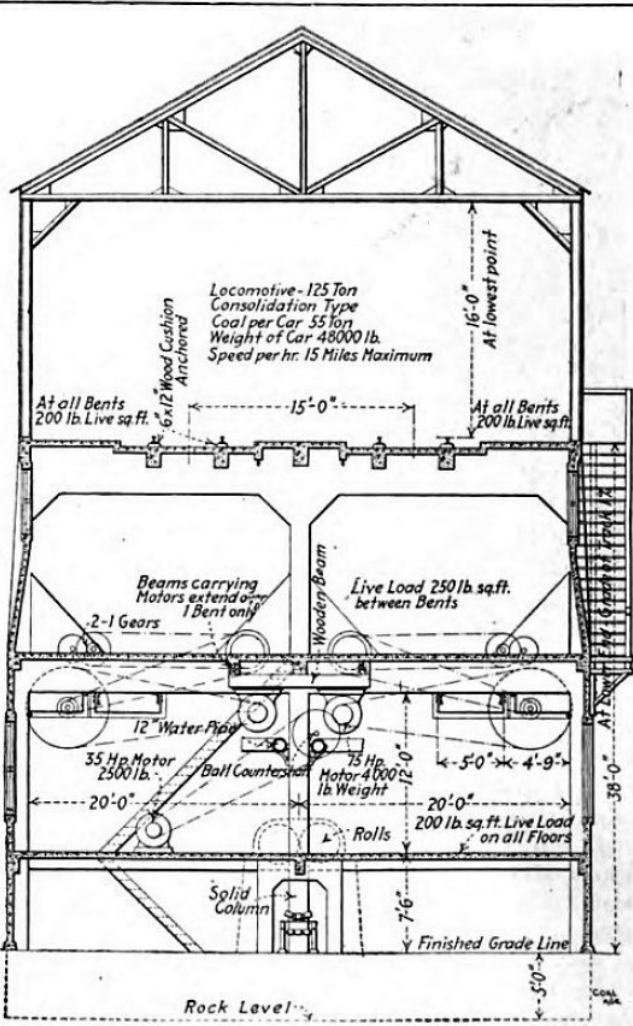 Locomotive - 125 Ton
Consolidation Type
Coal per Car 55 Ton
Weight of Car 48000 lb.
Speed per hr. 15 Miles Maximum
6x12" Wood Cushion
Anchored
16'-0"
At lowest point
At all Bents
200 lb. Live sq.ft.
15'-0"
At all Bents
200 lb. Live sq.ft.
Beams carrying
Motors extend
1 Bent only
Wooden Beam
Live Load 250 lb. sq.ft.
between Bents
2-1 Gears
At Lower End
12" Water Pipe
35 Hp. Motor
2500 lb.
Ball Countershaft
75 Hp.
Motor 4000
lb. Weight
12'-0"
5'-0"
4'-9"
38'-0"
20'-0"
20'-0"
Rolls
200 lb. sq.ft. Live Load
on all Floors
Solid
Column
7'-6"
Finished Grade Line
Rock Level
5'-0"
COAL
AGE